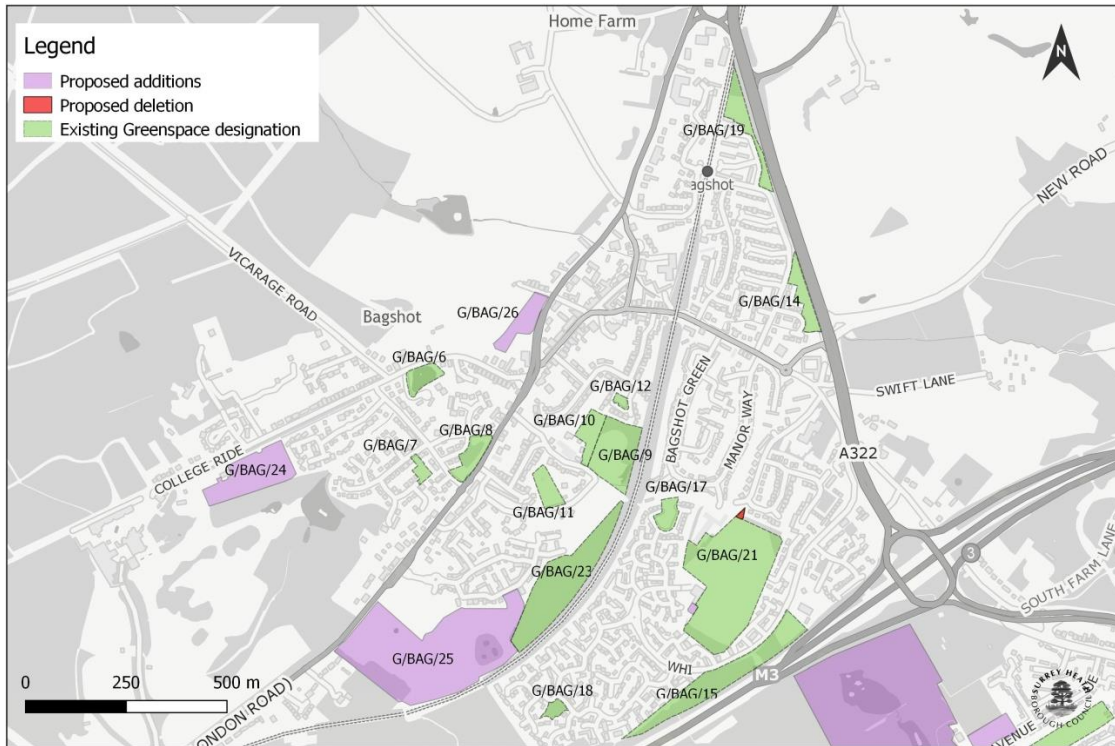 Home Farm
Legend
Proposed additions
Proposed deletion
Existing Greenspace designation
N
G/BAG/19
agshot
NEW ROAD
VICARAGE ROAD
G/BAG/14
G/BAG/26
Bagshot
G/BAG/6
G/BAG/12
BAGSHOT GREEN
MANOR WAY
SWIFT LANE
G/BAG/10
G/BAG/8
G/BAG/9
A322
G/BAG/7
COLLEGE RIDE
G/BAG/24
G/BAG/17
G/BAG/11
G/BAG/21
3
G/BAG/23
SOUTH FARM LANE
G/BAG/25
WHI
M3
0 250 500 m
G/BAG/18
G/BAG/15
SURREY HEATH
BOROUGH COUNCIL
ONDON ROAD )
AVENUE